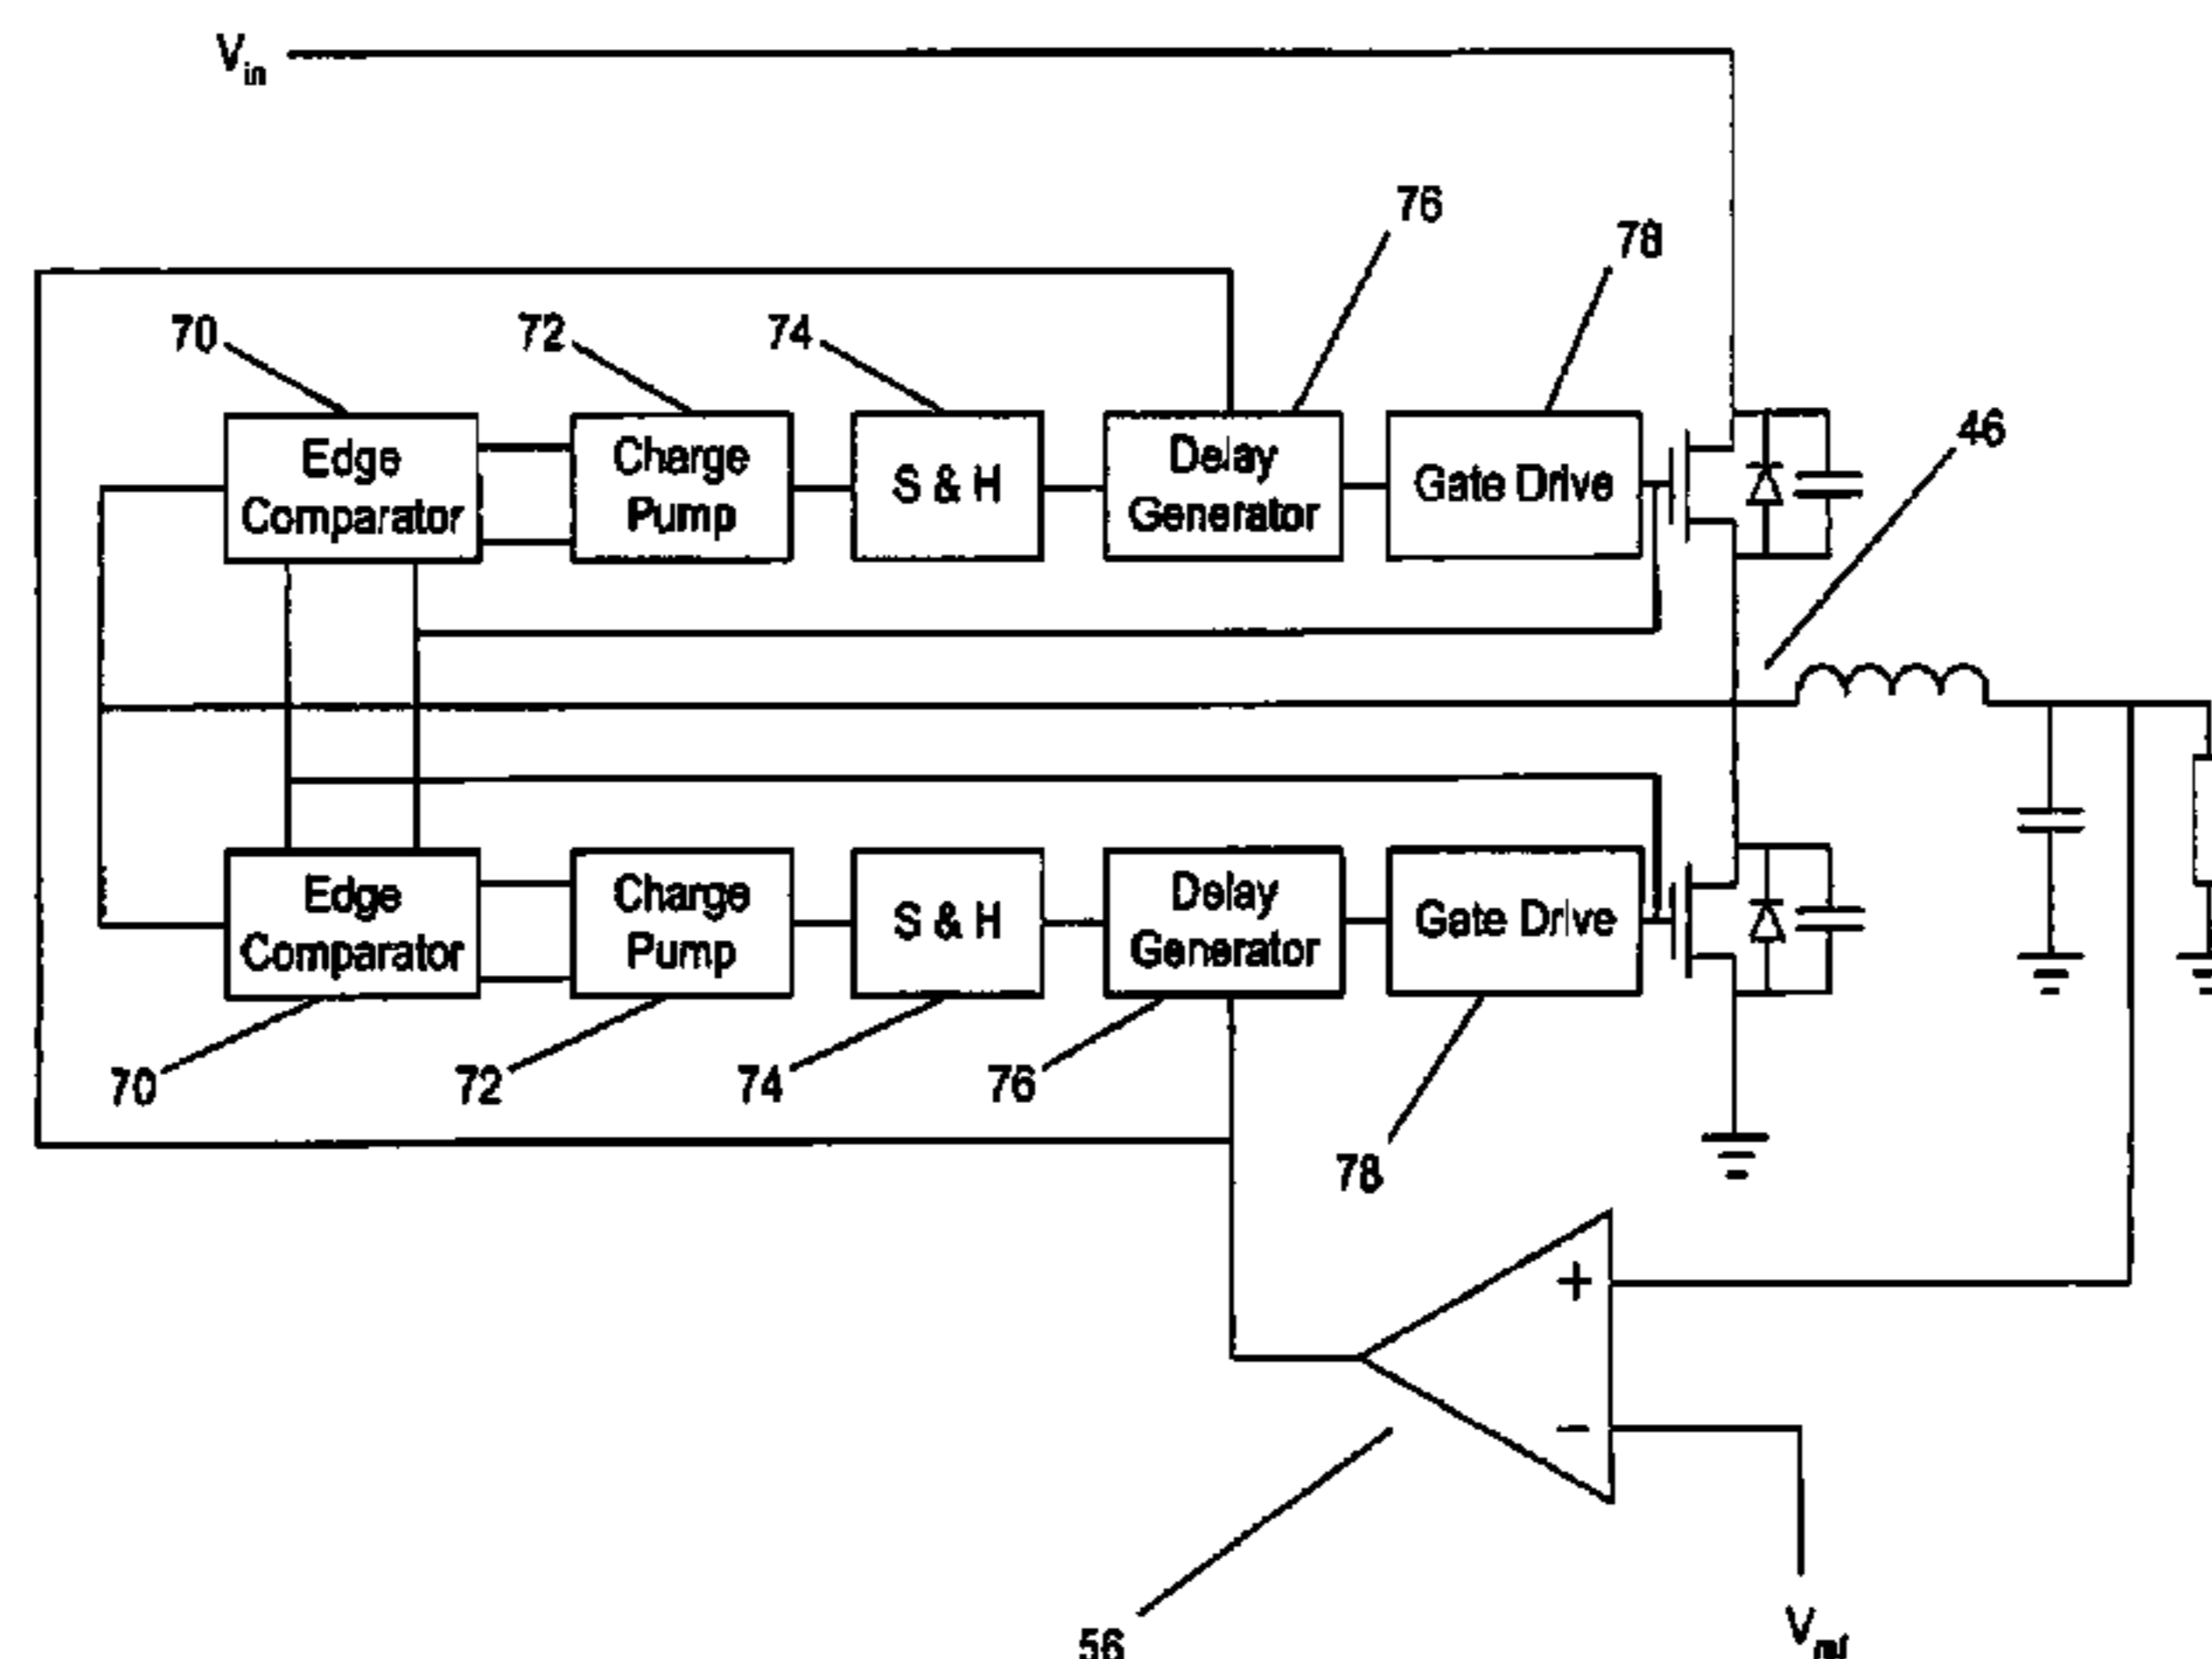 Vin
76
78
70
72
74
46
Edge
Comparator
Charge
Pump
S & H
Delay
Generator
Gate Drive
Edge
Comparator
Charge
Pump
S & H
Delay
Generator
Gate Drive
70
72
74
76
78
+
−
56